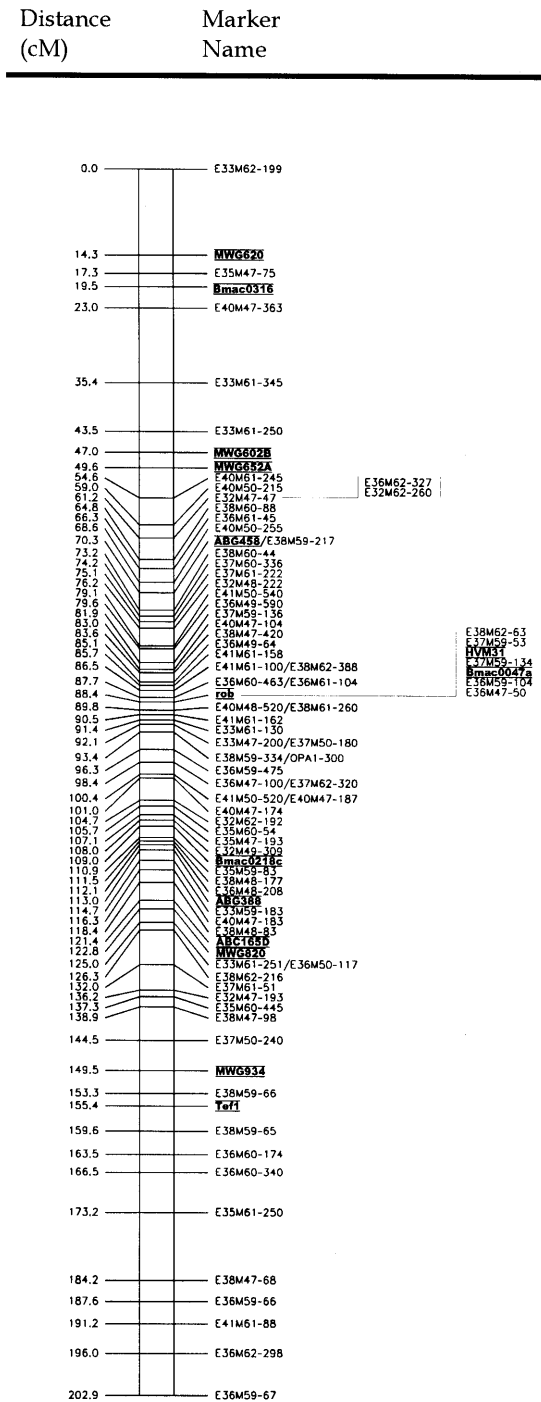 Distance (cM) Marker Name
0.0 E33M62-199
14.3 MWG620
17.3 E35M47-75
19.5 Bmac0316
23.0 E40M47-363
35.4 E33M61-345
43.5 E33M61-250
47.0 MWG602B
49.6 MWG652A
54.6 E40M61-245
59.0 E40M50-215
61.2 E32M47-47
E36M62-327
E32M62-260
64.8 E38M60-88
66.3 E36M61-45
68.6 E40M50-255
70.3 ABG458/E38M59-217
73.2 E38M60-44
74.2 E37M60-336
75.1 E37M61-222
76.2 E32M48-222
79.1 E41M50-540
79.6 E36M49-590
81.9 E37M59-136
83.0 E40M47-104
83.6 E38M47-420
85.1 E36M49-64
85.7 E41M61-158
86.5 E41M61-100/E38M62-388
87.7 E36M60-463/E36M61-104
88.4 rob
E38M62-63
E37M59-53
HVM31
E37M59-134
Bmac0047a
E36M59-104
E36M47-50
89.8 E40M48-520/E38M61-260
90.5 E41M61-162
91.4 E33M61-130
92.1 E33M47-200/E37M50-180
93.4 E38M59-334/OPA1-300
96.3 E36M59-475
98.4 E36M47-100/E37M62-320
100.4 E41M50-520/E40M47-187
101.0 E40M47-174
104.7 E32M62-192
105.7 E35M60-54
107.1 E35M47-193
108.0 E32M49-309
109.0 Bmac0218c
110.9 E35M59-83
111.5 E38M48-177
112.1 E36M48-208
113.0 ABG388
114.7 E33M59-183
116.3 E40M47-183
118.4 E38M48-83
121.4 ABC165D
122.8 MWG820
125.0 E33M61-251/E36M50-117
126.3 E38M62-216
132.0 E37M61-51
136.2 E32M47-193
137.3 E35M60-445
138.9 E38M47-98
144.5 E37M50-240
149.5 MWG934
153.3 E38M59-66
155.4 Tef1
159.6 E38M59-65
163.5 E36M60-174
166.5 E36M60-340
173.2 E35M61-250
184.2 E38M47-68
187.6 E36M59-66
191.2 E41M61-88
196.0 E36M62-298
202.9 E36M59-67